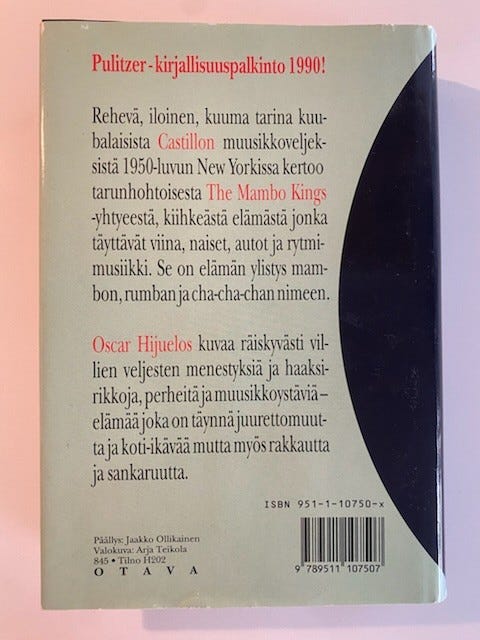 Pulitzer-kirjallisuuspalkinto 1990!
Rehevä, iloinen, kuuma tarina kuu-
balaisista Castillon muusikkoveljek-
sistä 1950-luvun New Yorkissa kertoo
tarunhohtoisesta The Mambo Kings
-yhtyeestä, kiihkeästä elämästä jonka
täyttävät viina, naiset, autot ja rytmi-
musiikki. Se on elämän ylistys mam-
bon, rumban ja cha-cha-chan nimeen.
Oscar Hijuelos kuvaa räiskyvästi vil-
lien veljesten menestyksiä ja haaksi-
rikkoja, perheitä ja muusikkoystäviä –
elämää joka on täynnä juurettomuut-
ta ja koti-ikävää mutta myös rakkautta
ja sankaruutta.
ISBN 951-1-10750-x
Päällys: Jaakko Ollikainen
Valokuva: Arja Teikola
845 • Tilno H202
OTAVA
9 789511 107507